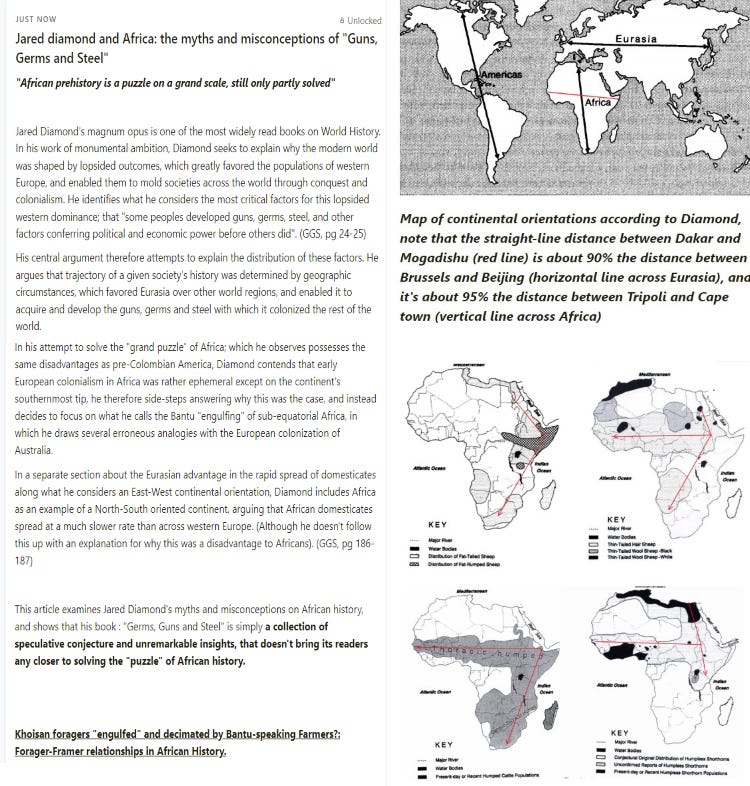 JUST NOW
Unlocked
Jared diamond and Africa: the myths and misconceptions of "Guns,
Germs and Steel"
"African prehistory is a puzzle on a grand scale, still only partly solved"
Jared Diamond's magnum opus is one of the most widely read books on World History.
In his work of monumental ambition, Diamond seeks to explain why the modern world
was shaped by lopsided outcomes, which greatly favored the populations of western
Europe, and enabled them to mold societies across the world through conquest and
colonialism. He identifies what he considers the most critical factors for this lopsided
western dominance; that "some peoples developed guns, germs, steel, and other
factors conferring political and economic power before others did". (GGS, pg 24-25)
His central argument therefore attempts to explain the distribution of these factors. He
argues that trajectory of a given society's history was determined by geographic
circumstances, which favored Eurasia over other world regions, and enabled it to
acquire and develop the guns, germs and steel with which it colonized the rest of the
world.
In his attempt to solve the "grand puzzle" of Africa; which he observes possesses the
same disadvantages as pre-Colombian America, Diamond contends that early
European colonialism in Africa was rather ephemeral except on the continent's
southernmost tip, he therefore side-steps answering why this was the case, and instead
decides to focus on what he calls the Bantu "engulfing" of sub-equatorial Africa, in
which he draws several erroneous analogies with the European colonization of
Australia.
In a separate section about the Eurasian advantage in the rapid spread of domesticates
along what he considers an East-West continental orientation, Diamond includes Africa
as an example of a North-South oriented continent, arguing that African domesticates
spread at a much slower rate than across western Europe. (Although he doesn't follow
this up with an explanation for why this was a disadvantage to Africans). (GGS, pg 186-
187)
This article examines Jared Diamond's myths and misconceptions on African history,
and shows that his book : "Germs, Guns and Steel" is simply a collection of
speculative conjecture and unremarkable insights, that doesn't bring its readers
any closer to solving the "puzzle" of African history.
Khoisan foragers "engulfed" and decimated by Bantu-speaking Farmers?:
Forager-Framer relationships in African History.
Eurasia
Americas
Africa
Map of continental orientations according to Diamond,
note that the straight-line distance between Dakar and
Mogadishu (red line) is about 90% the distance between
Brussels and Beijing (horizontal line across Eurasia), and
it's about 95% the distance between Tripoli and Cape
town (vertical line across Africa)
Mediterranean
Atlantic Ocean
Indian
Ocean
KEY
Major River
Water Bodies
Distribution of Fat-Tailed Sheep
Distribution of Fat-Rumped Sheep
Mediterranean
Atlantic Ocean
Indian
Ocean
KEY
Major River
Water Bodies
Thin-Tailed Hair Sheep
Thin-Tailed Wool Sheep -Black
Thin-Tailed Wool Sheep -White
Mediterranean
Thoracic humped
Atlantic Ocean
Indian
Ocean
KEY
Major River
Water Bodies
Present-day or Recent Humped Cattle Populations
Mediterranean
Atlantic Ocean
Indian
Ocean
KEY
Major River
Water Bodies
Conjectural Original Distribution of Humpless Shorthorns
Unconfirmed Reports of Humpless Shorthorns
Present-day or Recent Humpless Shorthorn Populations